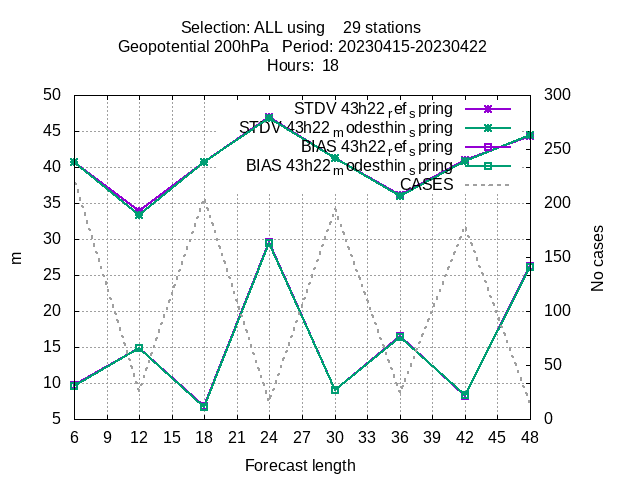 Selection: ALL using 29 stations
Geopotential 200hPa Period: 20230415-20230422
Hours: 18
STDV 43h22_ref_spring
STDV 43h22_modesthin_spring
BIAS 43h22_ref_spring
BIAS 43h22_modesthin_spring
CASES
50
45
40
35
30
25
20
15
10
5
m
300
250
200
150
100
50
0
No cases
6 9 12 15 18 21 24 27 30 33 36 39 42 45 48
Forecast length